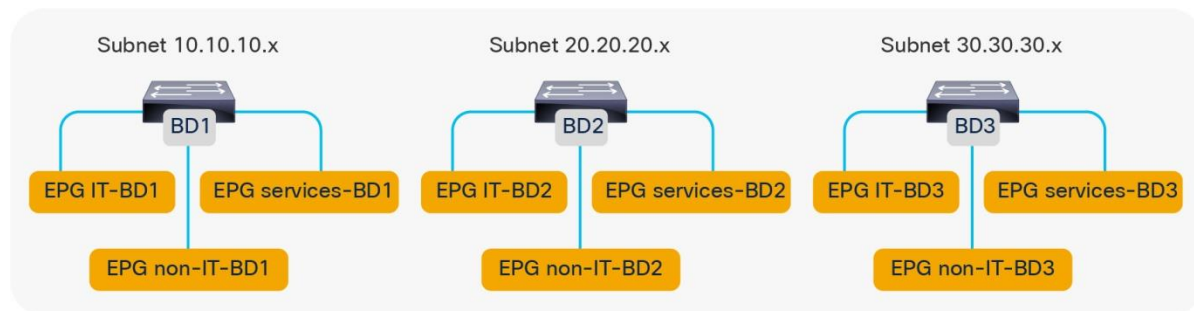 Subnet 10.10.10.x
BD1
EPG IT-BD1
EPG services-BD1
EPG non-IT-BD1
Subnet 20.20.20.x
BD2
EPG IT-BD2
EPG services-BD2
EPG non-IT-BD2
Subnet 30.30.30.x
BD3
EPG IT-BD3
EPG services-BD3
EPG non-IT-BD3